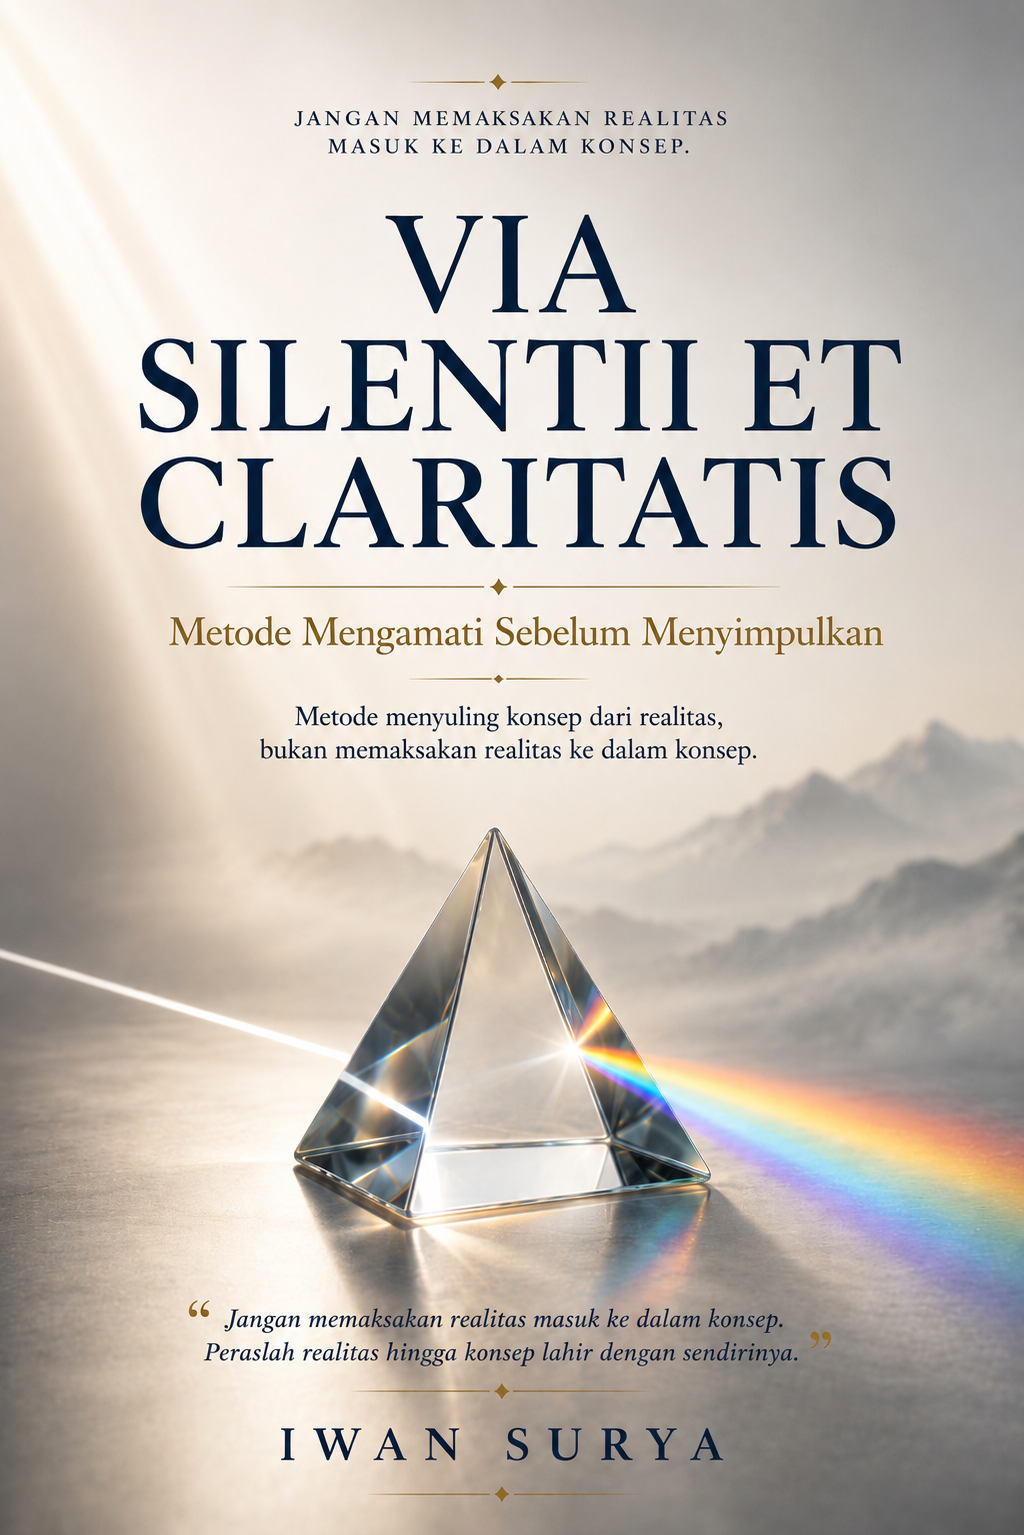 JANGAN MEMAKSAKAN REALITAS
MASUK KE DALAM KONSEP.
VIA
SILENTII ET
CLARITATIS
Metode Mengamati Sebelum Menyimpulkan
Metode menyuling konsep dari realitas,
bukan memaksakan realitas ke dalam konsep.
“ Jangan memaksakan realitas masuk ke dalam konsep.
Peraslah realitas hingga konsep lahir dengan sendirinya. ”
IWAN SURYA